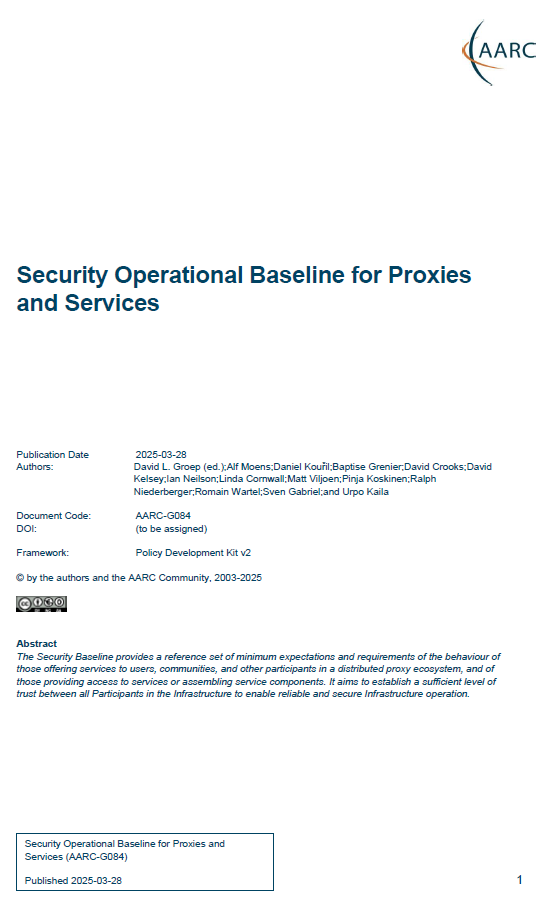 AARC
Security Operational Baseline for Proxies
and Services
Publication Date 2025-03-28
Authors: David L. Groep (ed.);Alf Moens;Daniel Kouřil;Baptise Grenier;David Crooks;David
Kelsey;Ian Neilson;Linda Cornwall;Matt Viljoen;Pinja Koskinen;Ralph
Niederberger;Romain Wartel;Sven Gabriel;and Urpo Kaila
Document Code: AARC-G084
DOI: (to be assigned)
Framework: Policy Development Kit v2
© by the authors and the AARC Community, 2003-2025
cc
Abstract
The Security Baseline provides a reference set of minimum expectations and requirements of the behaviour of
those offering services to users, communities, and other participants in a distributed proxy ecosystem, and of
those providing access to services or assembling service components. It aims to establish a sufficient level of
trust between all Participants in the Infrastructure to enable reliable and secure Infrastructure operation.
Security Operational Baseline for Proxies and
Services (AARC-G084)
Published 2025-03-28
1